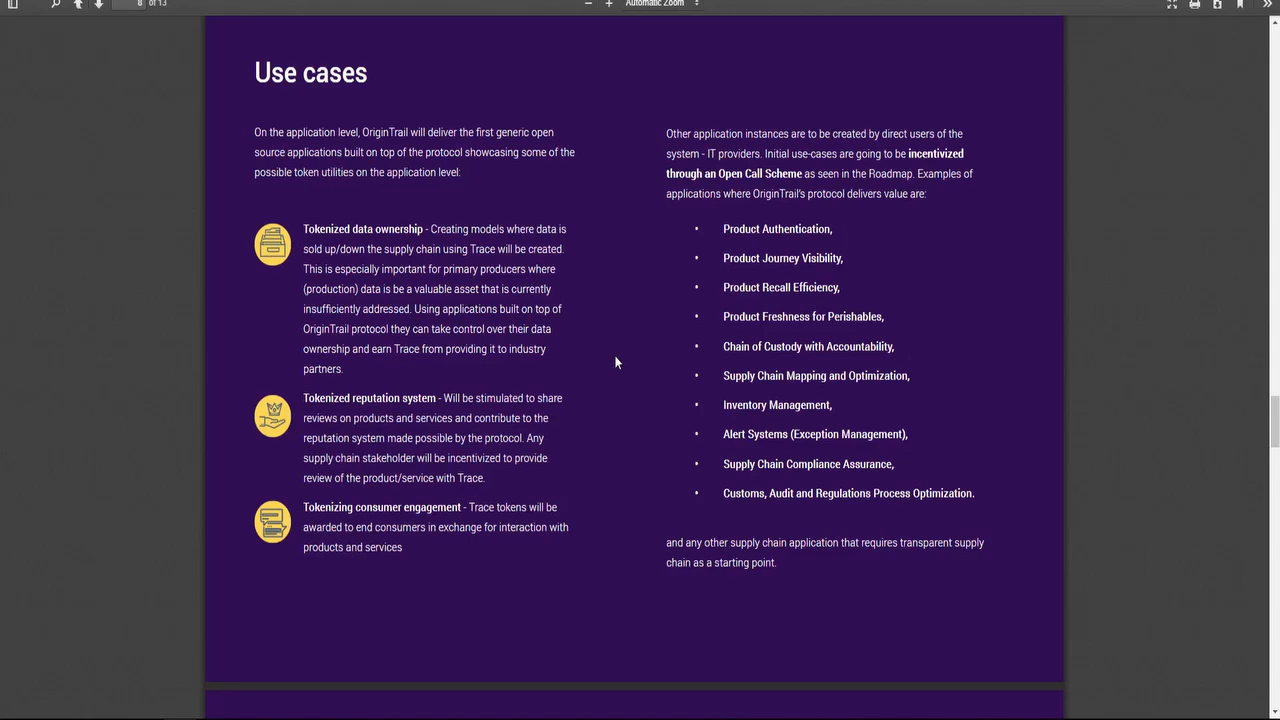 8 of 13
Automatic Zoom
Use cases
On the application level, OriginTrail will deliver the first generic open
source applications built on top of the protocol showcasing some of the
possible token utilities on the application level:
Tokenized data ownership - Creating models where data is
sold up/down the supply chain using Trace will be created.
This is especially important for primary producers where
(production) data is be a valuable asset that is currently
insufficiently addressed. Using applications built on top of
OriginTrail protocol they can take control over their data
ownership and earn Trace from providing it to industry
partners.
Tokenized reputation system - Will be stimulated to share
reviews on products and services and contribute to the
reputation system made possible by the protocol. Any
supply chain stakeholder will be incentivized to provide
review of the product/service with Trace.
Tokenizing consumer engagement - Trace tokens will be
awarded to end consumers in exchange for interaction with
products and services
Other application instances are to be created by direct users of the
system - IT providers. Initial use-cases are going to be incentivized
through an Open Call Scheme as seen in the Roadmap. Examples of
applications where OriginTrail's protocol delivers value are:
• Product Authentication,
• Product Journey Visibility,
• Product Recall Efficiency,
• Product Freshness for Perishables,
• Chain of Custody with Accountability,
• Supply Chain Mapping and Optimization,
• Inventory Management,
• Alert Systems (Exception Management),
• Supply Chain Compliance Assurance,
• Customs, Audit and Regulations Process Optimization.
and any other supply chain application that requires transparent supply
chain as a starting point.